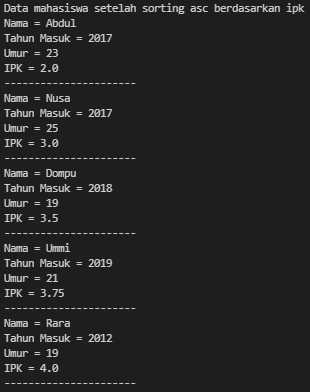 Data mahasiswa setelah sorting asc berdasarkan ipk
Nama = Abdul
Tahun Masuk = 2017
Umur = 23
IPK = 2.0
----------------------
Nama = Nusa
Tahun Masuk = 2017
Umur = 25
IPK = 3.0
----------------------
Nama = Dompu
Tahun Masuk = 2018
Umur = 19
IPK = 3.5
----------------------
Nama = Ummi
Tahun Masuk = 2019
Umur = 21
IPK = 3.75
----------------------
Nama = Rara
Tahun Masuk = 2012
Umur = 19
IPK = 4.0
----------------------